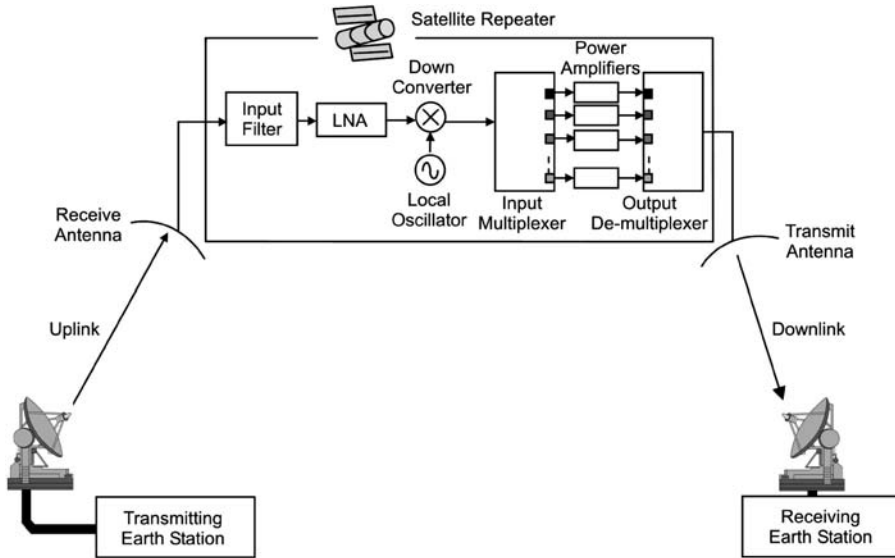 Satellite Repeater
Power
Amplifiers
Down
Converter
Input
Filter
LNA
Local
Oscillator
Input
Multiplexer
Output
De-multiplexer
Receive
Antenna
Transmit
Antenna
Uplink
Downlink
Transmitting
Earth Station
Receiving
Earth Station